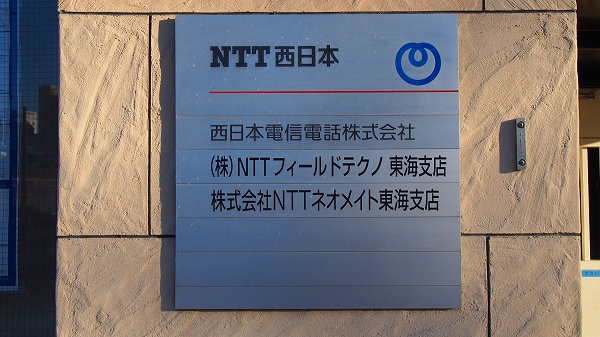 NTT西日本
西日本電信電話株式会社
(株)NTTフィールドテクノ 東海支店
株式会社NTTネオメイト東海支店